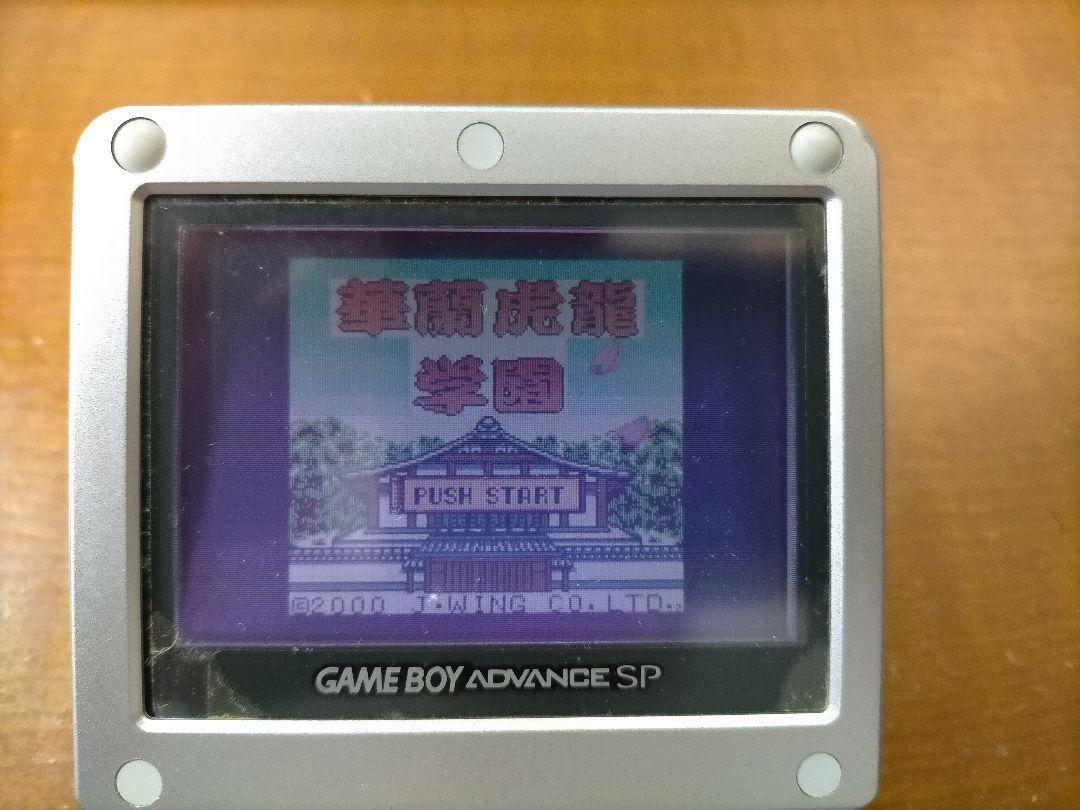 華蘭虎龍
学園
PUSH START
©2000 J·WING CO.LTD.,
GAME BOY ADVANCE SP